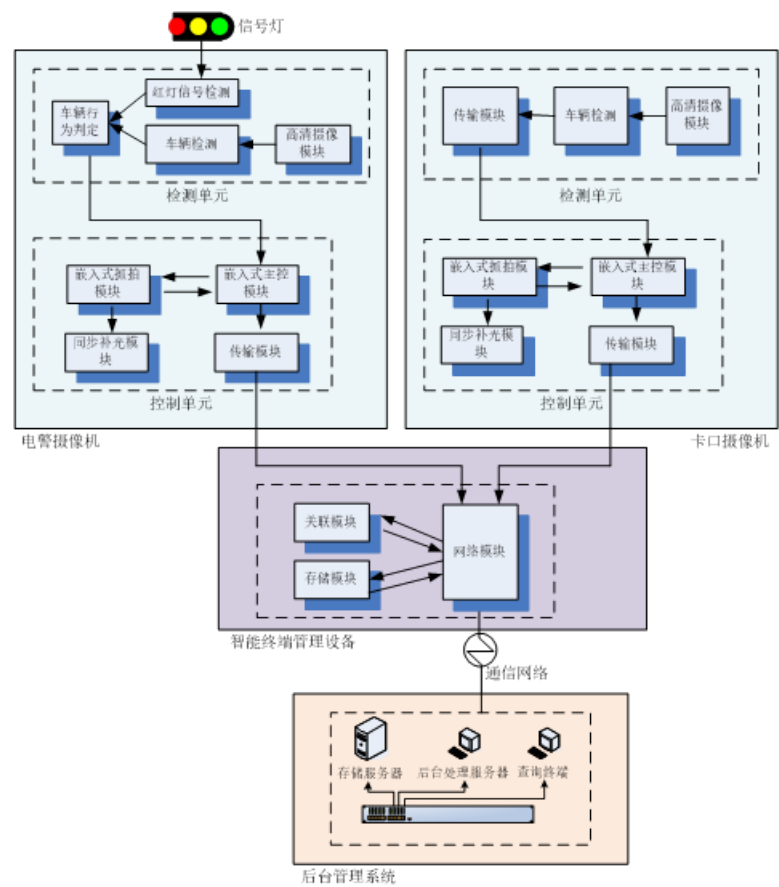 信号灯
红灯信号检测
车辆行
为判定
车辆检测
高清摄像
模块
检测单元
嵌入式抓拍
模块
嵌入式主控
模块
同步补光模
块
传输模块
控制单元
电警摄像机
传输模块
车辆检测
高清摄像
模块
检测单元
嵌入式抓拍模
块
嵌入式主控模
块
同步补光模
块
传输模块
控制单元
卡口摄像机
关联模块
网络模块
存储模块
智能终端管理设备
通信网络
存储服务器
后台处理服务器
查询终端
后台管理系统